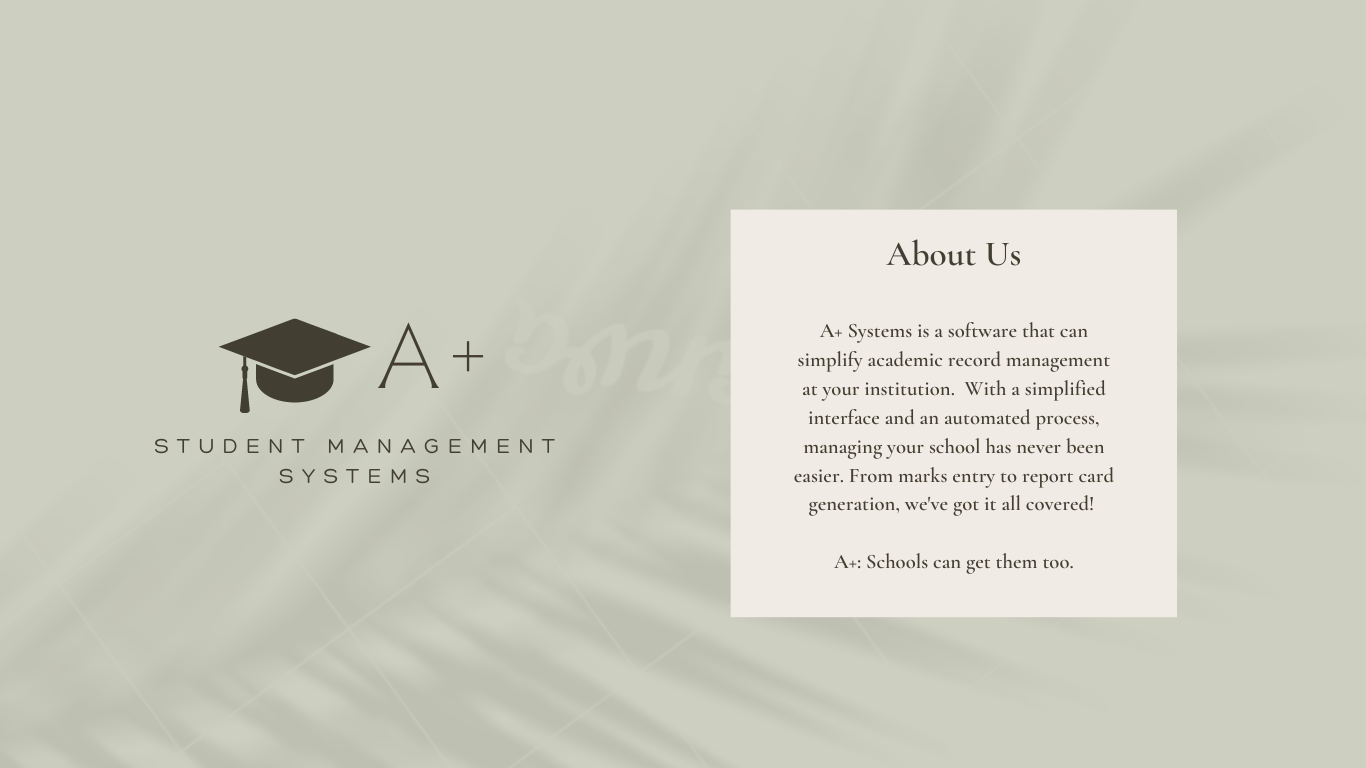 A+
STUDENT MANAGEMENT
SYSTEMS
About Us
A+ Systems is a software that can
simplify academic record management
at your institution.  With a simplified
interface and an automated process,
managing your school has never been
easier. From marks entry to report card
generation, we've got it all covered!
A+: Schools can get them too.